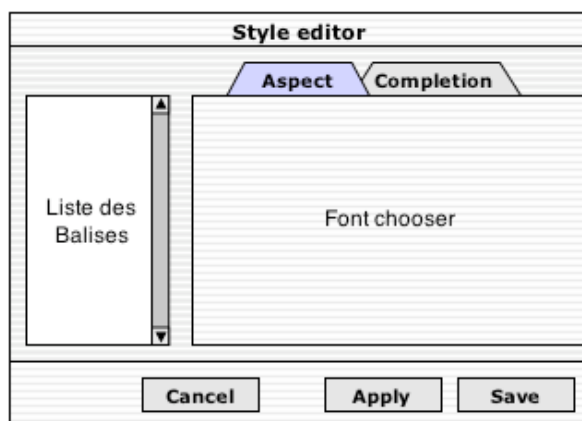 Style editor
Aspect
Completion
Liste des
Balises
Font chooser
Cancel
Apply
Save